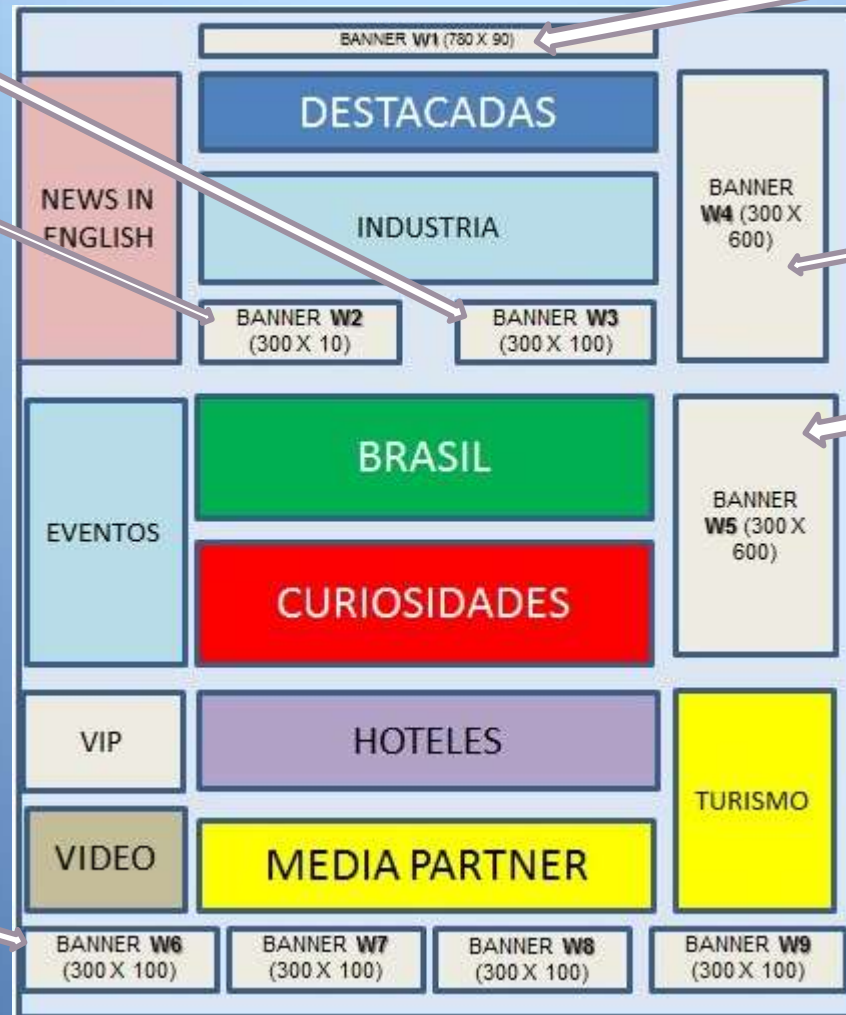 BANNER W1 (780 X 90)
DESTACADAS
NEWS IN
ENGLISH
INDUSTRIA
BANNER
W4 (300 X
600)
BANNER W2
(300 X 10)
BANNER W3
(300 X 100)
BRASIL
EVENTOS
BANNER
W5 (300 X
600)
CURIOSIDADES
VIP
HOTELES
TURISMO
VIDEO
MEDIA PARTNER
BANNER W6
(300 X 100)
BANNER W7
(300 X 100)
BANNER W8
(300 X 100)
BANNER W9
(300 X 100)